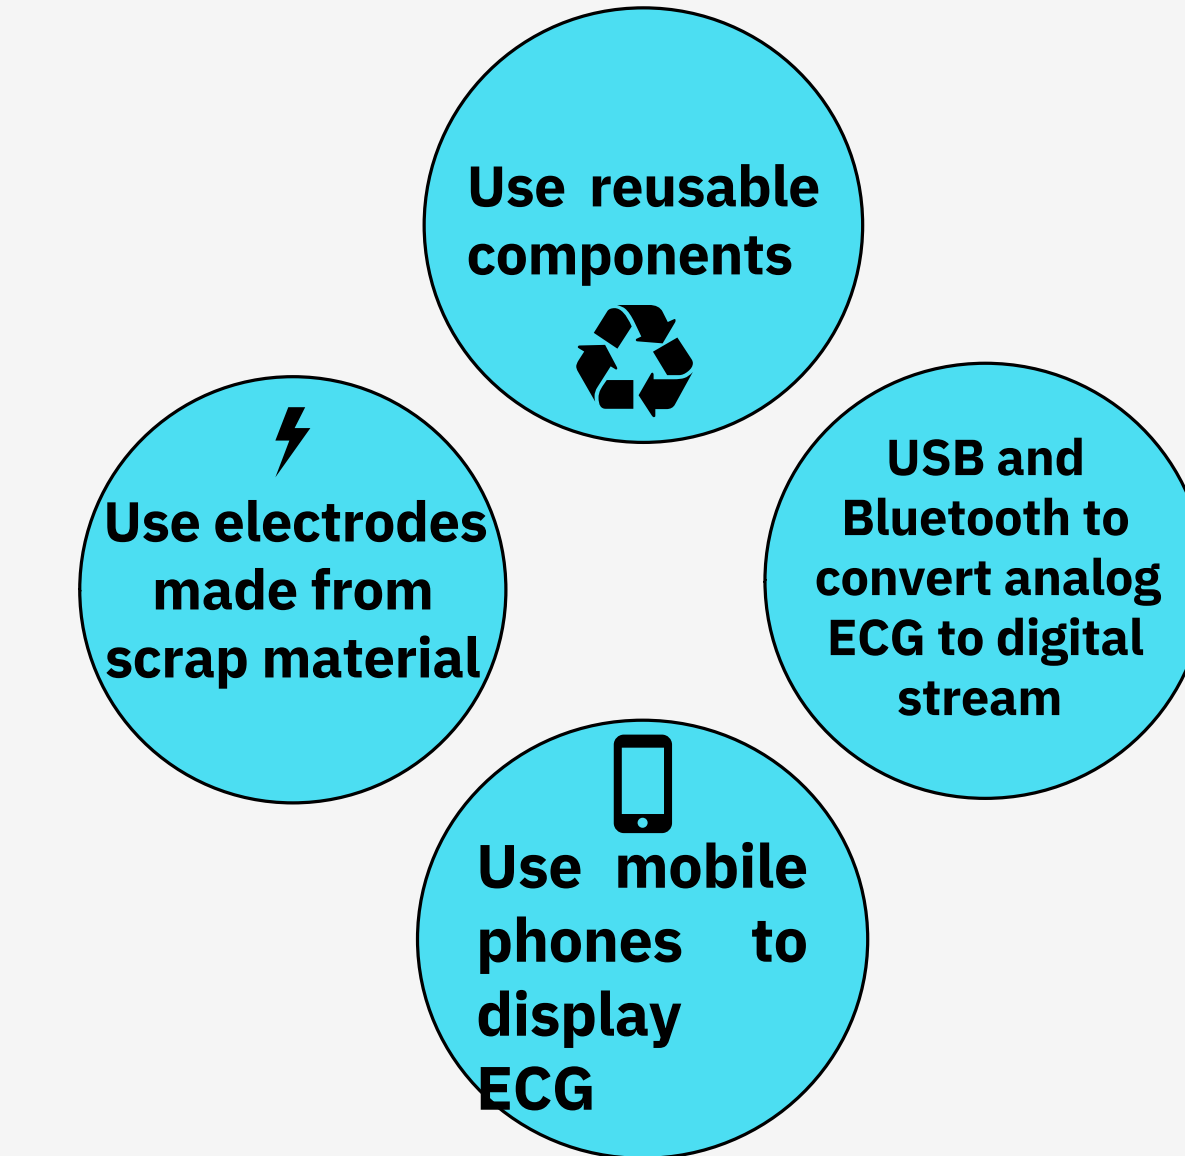 Use reusable
components
Use electrodes
made from
scrap material
USB and
Bluetooth to
convert analog
ECG to digital
stream
Use mobile
phones to
display
ECG